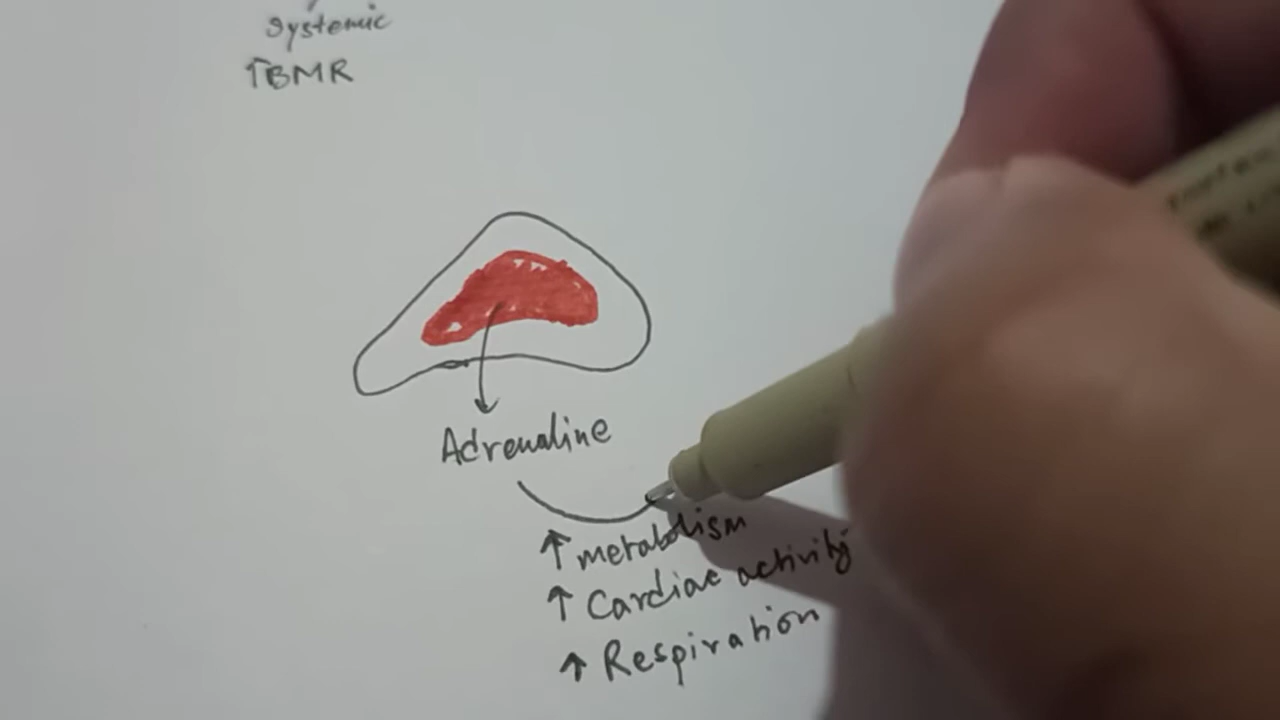 systemic
↑BMR
Adrenaline
↑ metabolism
↑ Cardiac activity
↑ Respiration